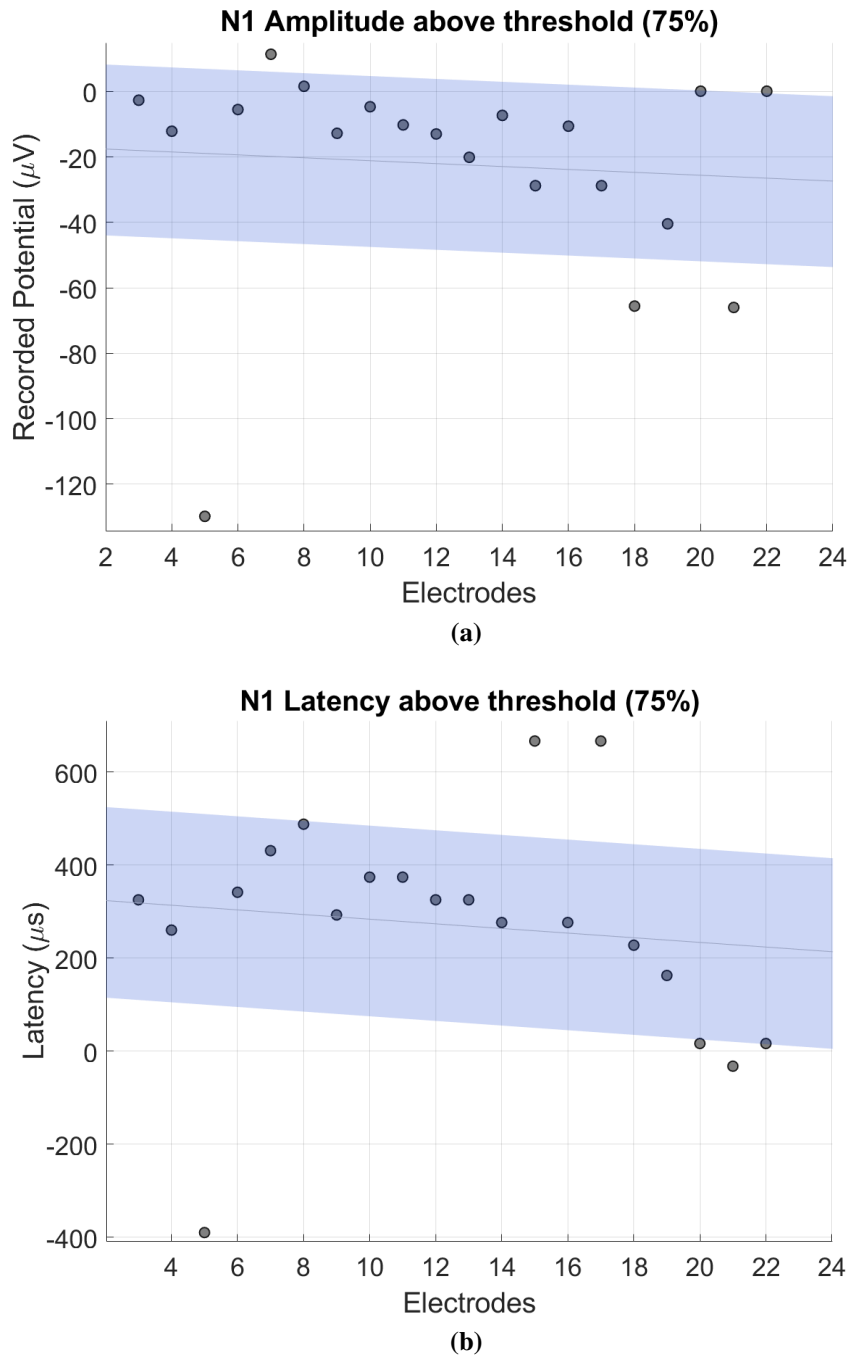 N1 Amplitude above threshold (75%)
Recorded Potential (μV)
0
-20
-40
-60
-80
-100
-120
2 4 6 8 10 12 14 16 18 20 22 24
Electrodes
(a)
N1 Latency above threshold (75%)
Latency (μs)
600
400
200
0
-200
-400
4 6 8 10 12 14 16 18 20 22 24
Electrodes
(b)